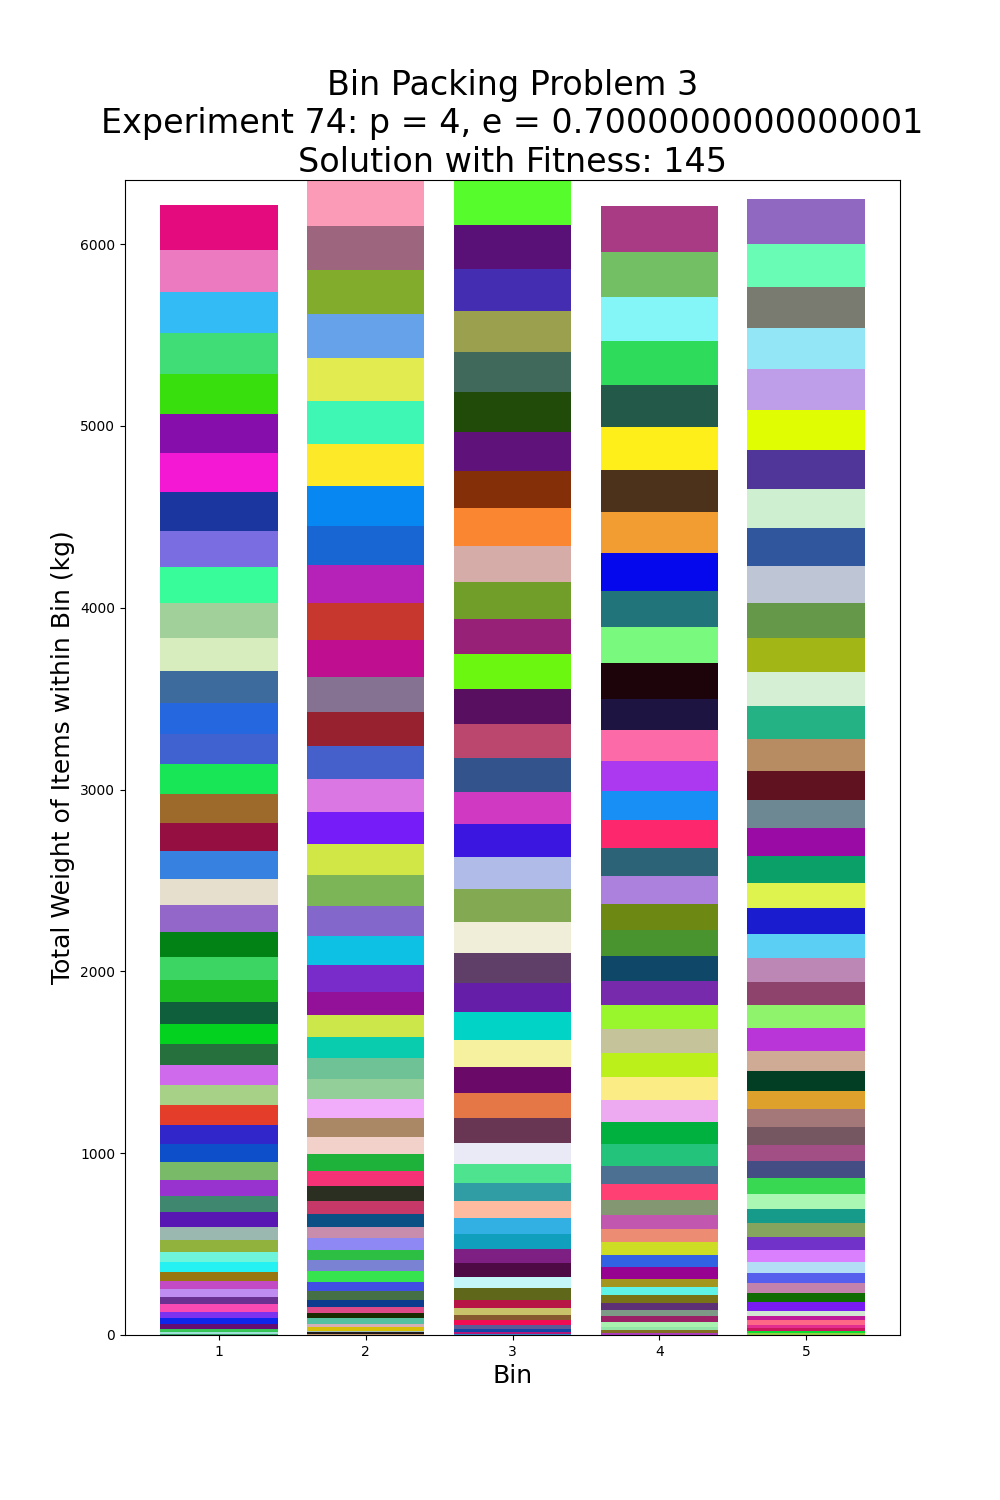 Bin Packing Problem 3
Experiment 74: p = 4, e = 0.7000000000000001
Solution with Fitness: 145
Total Weight of Items within Bin (kg)
6000
5000
4000
3000
2000
1000
0
1 2 3 4 5
Bin